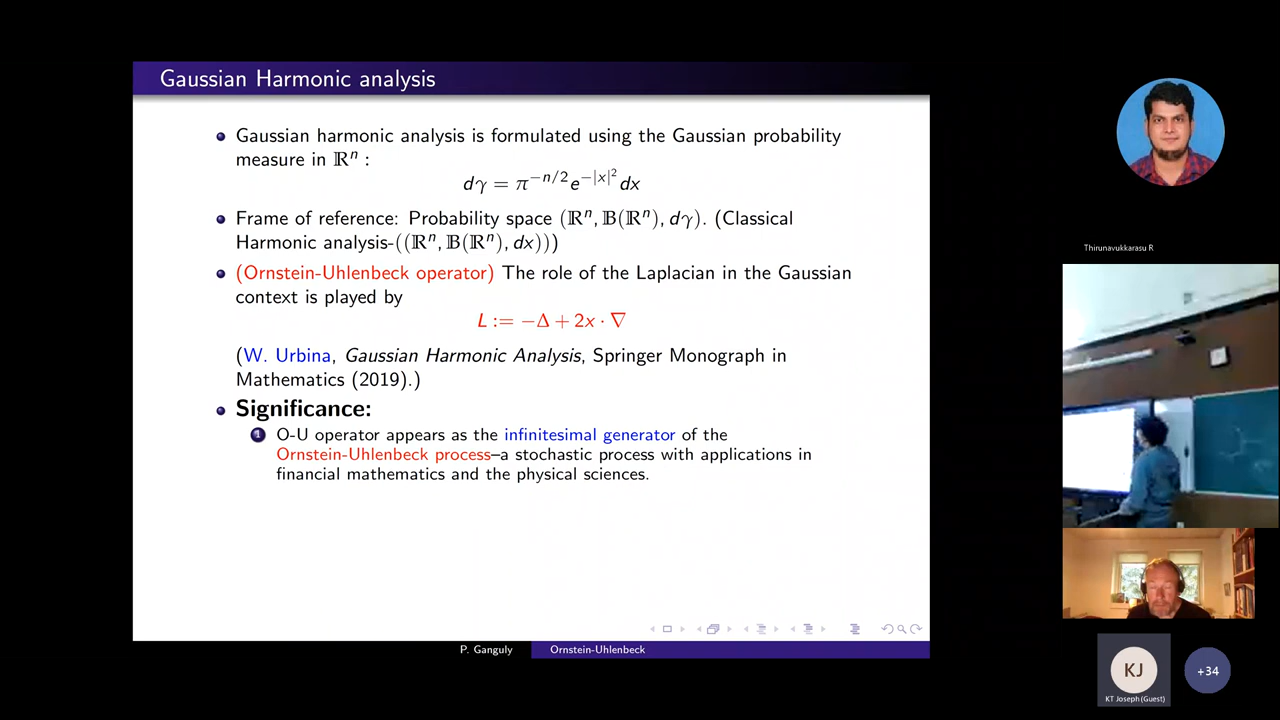 Gaussian Harmonic analysis
Gaussian harmonic analysis is formulated using the Gaussian probability
measure in ℝⁿ :
dγ = π^{−n/2}e^{−|x|²}dx
Frame of reference: Probability space (ℝⁿ, 𝔹(ℝⁿ), dγ). (Classical
Harmonic analysis-((ℝⁿ, 𝔹(ℝⁿ), dx)))
(Ornstein-Uhlenbeck operator) The role of the Laplacian in the Gaussian
context is played by
L := −Δ + 2x · ∇
(W. Urbina, Gaussian Harmonic Analysis, Springer Monograph in
Mathematics (2019).)
Significance:
1 O-U operator appears as the infinitesimal generator of the
Ornstein-Uhlenbeck process–a stochastic process with applications in
financial mathematics and the physical sciences.
P. Ganguly Ornstein-Uhlenbeck
Thirunavukkarasu R
KJ
KT Joseph (Guest)
+34